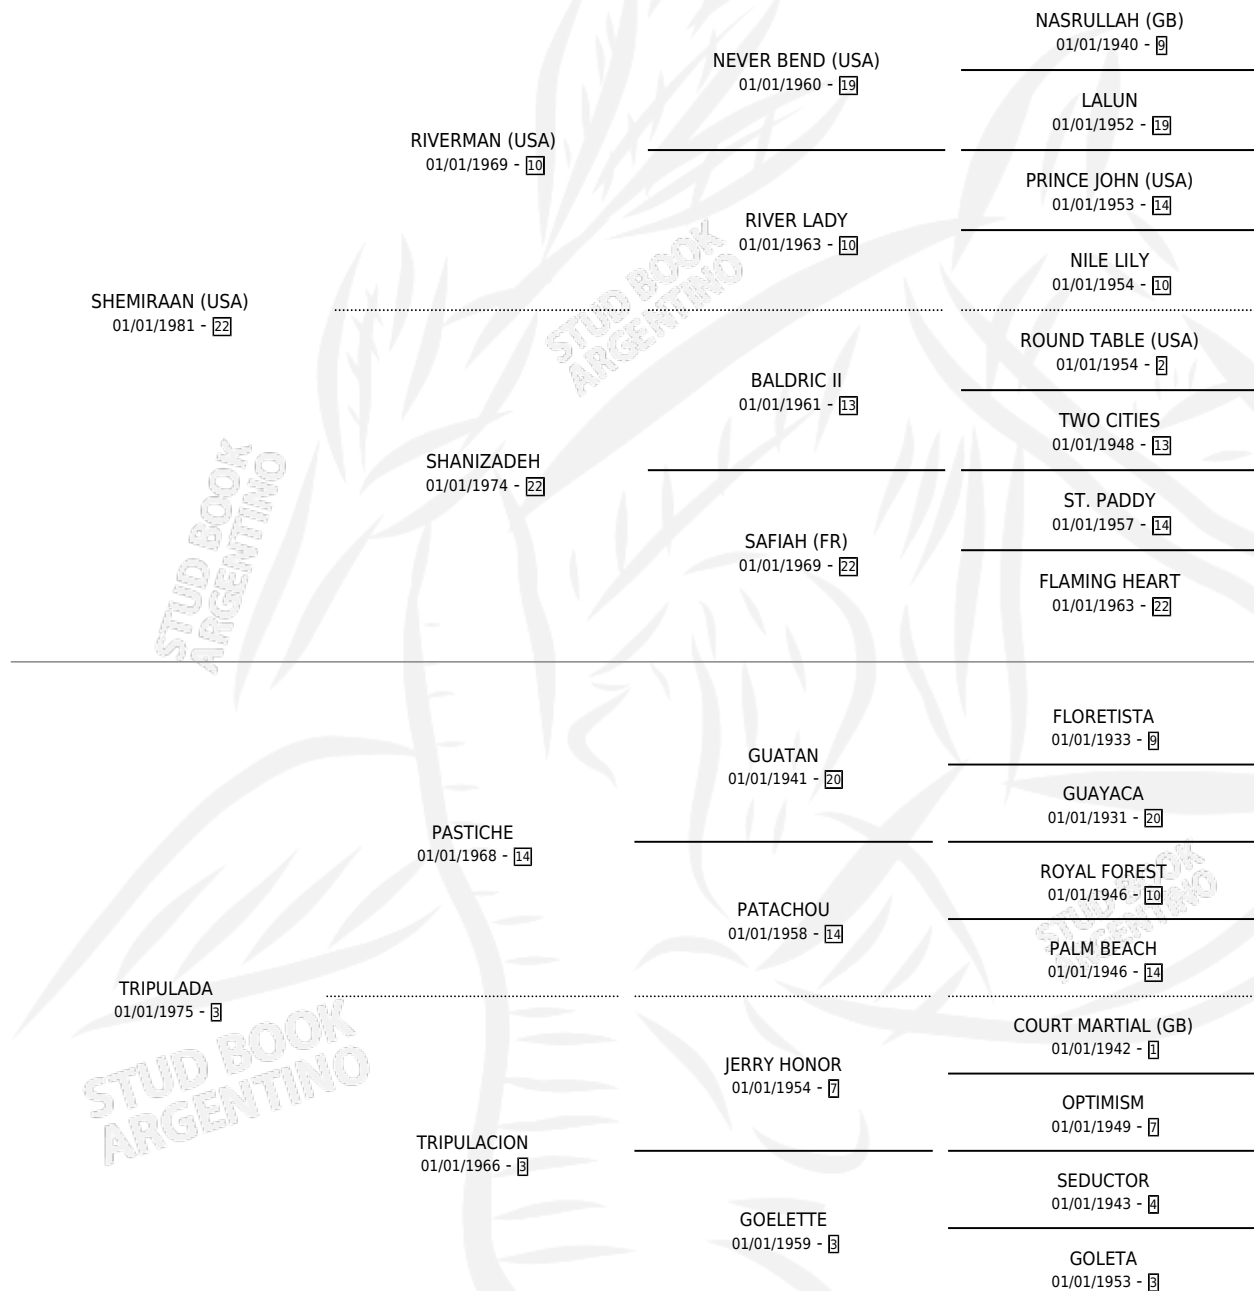 NASRULLAH (GB)
01/01/1940 - 9
NEVER BEND (USA)
01/01/1960 - 19
LALUN
01/01/1952 - 19
RIVERMAN (USA)
01/01/1969 - 10
PRINCE JOHN (USA)
01/01/1953 - 14
RIVER LADY
01/01/1963 - 10
NILE LILY
01/01/1954 - 10
SHEMIRAAN (USA)
01/01/1981 - 22
STUD BOOK
ARGENTINO
ROUND TABLE (USA)
01/01/1954 - 2
BALDRIC II
01/01/1961 - 13
TWO CITIES
01/01/1948 - 13
SHANIZADEH
01/01/1974 - 22
ST. PADDY
01/01/1957 - 14
SAFIAH (FR)
01/01/1969 - 22
FLAMING HEART
01/01/1963 - 22
STUD BOOK
ARGENTINO
FLORETISTA
01/01/1933 - 9
GUATAN
01/01/1941 - 20
GUAYACA
01/01/1931 - 20
PASTICHE
01/01/1968 - 14
ROYAL FOREST
01/01/1946 - 10
PATACHOU
01/01/1958 - 14
PALM BEACH
01/01/1946 - 14
STUD BOOK
ARGENTINO
TRIPULADA
01/01/1975 - 3
COURT MARTIAL (GB)
01/01/1942 - 1
JERRY HONOR
01/01/1954 - 7
OPTIMISM
01/01/1949 - 7
STUD BOOK
ARGENTINO
TRIPULACION
01/01/1966 - 3
SEDUCTOR
01/01/1943 - 4
GOELETTE
01/01/1959 - 3
GOLETA
01/01/1953 - 3